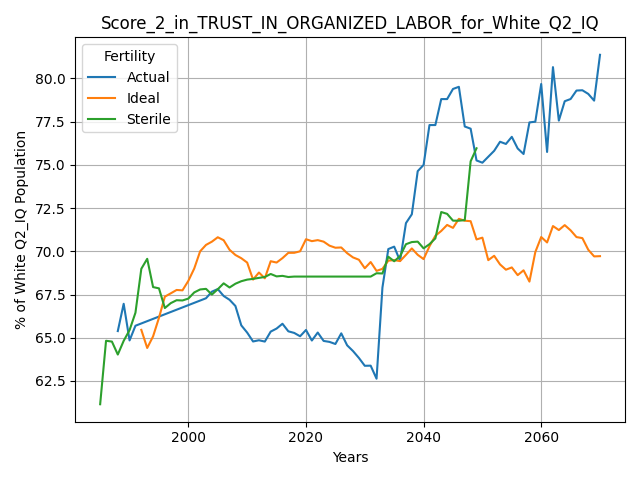 Score_2_in_TRUST_IN_ORGANIZED_LABOR_for_White_Q2_IQ
Fertility
Actual
Ideal
Sterile
% of White Q2_IQ Population
80.0
77.5
75.0
72.5
70.0
67.5
65.0
62.5
2000
2020
2040
2060
Years